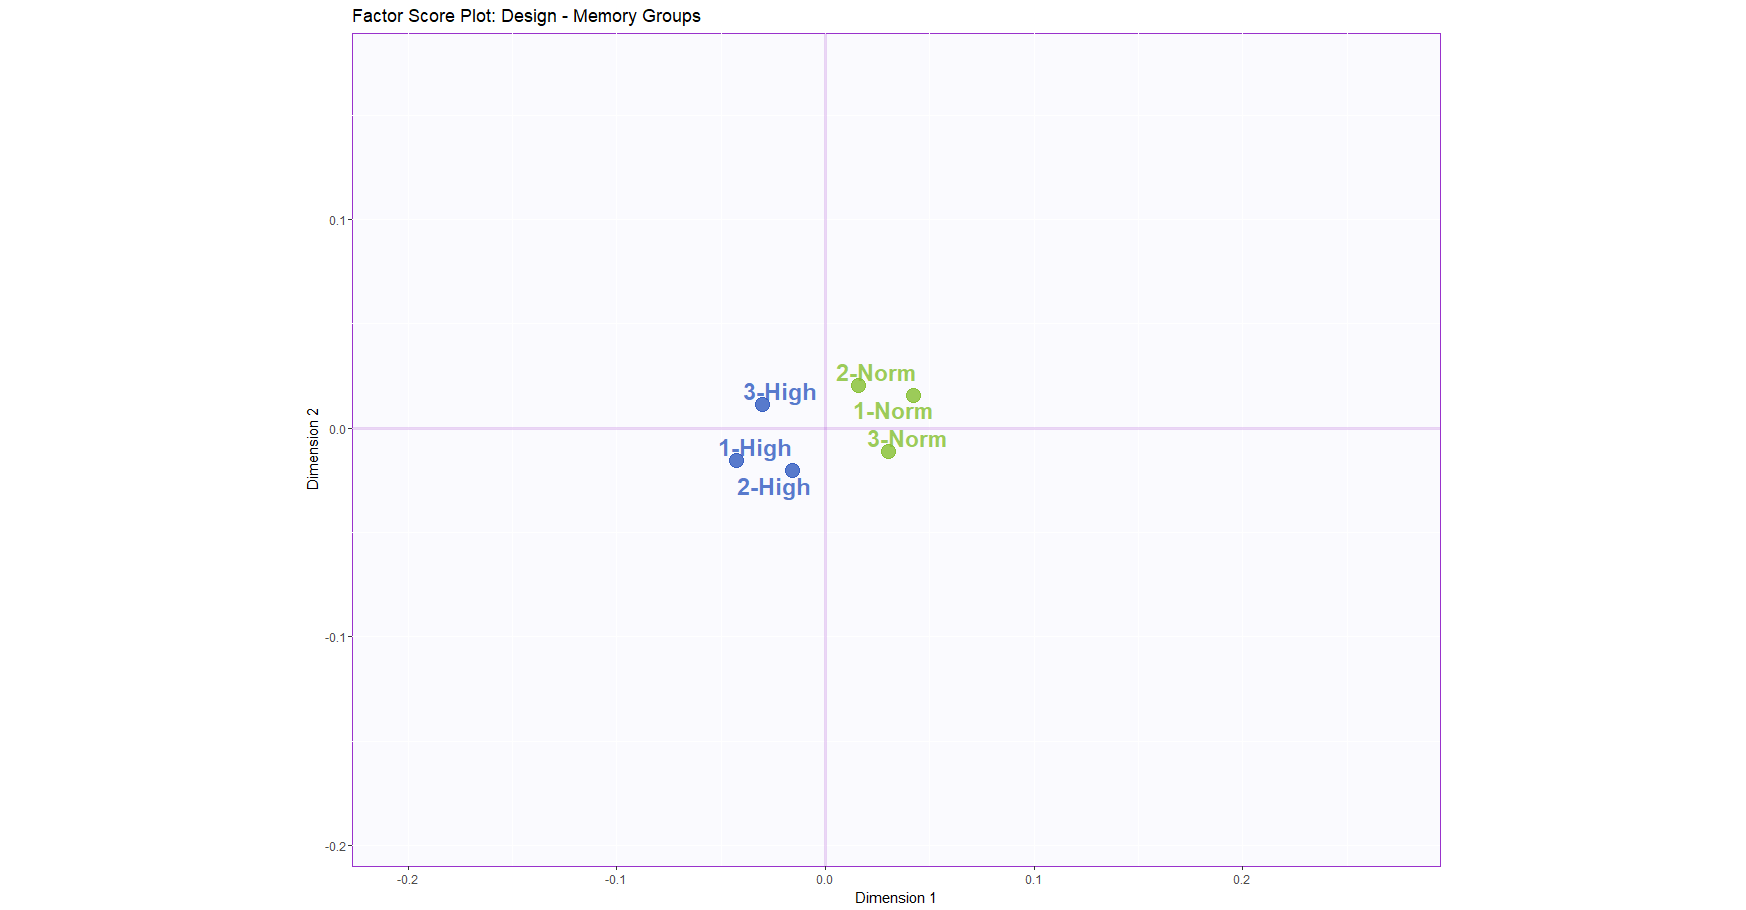 Factor Score Plot: Design - Memory Groups
0.1
0.0
-0.1
-0.2
Dimension 2
2-Norm
3-High
1-Norm
3-Norm
1-High
2-High
-0.2
-0.1
0.0
0.1
0.2
Dimension 1